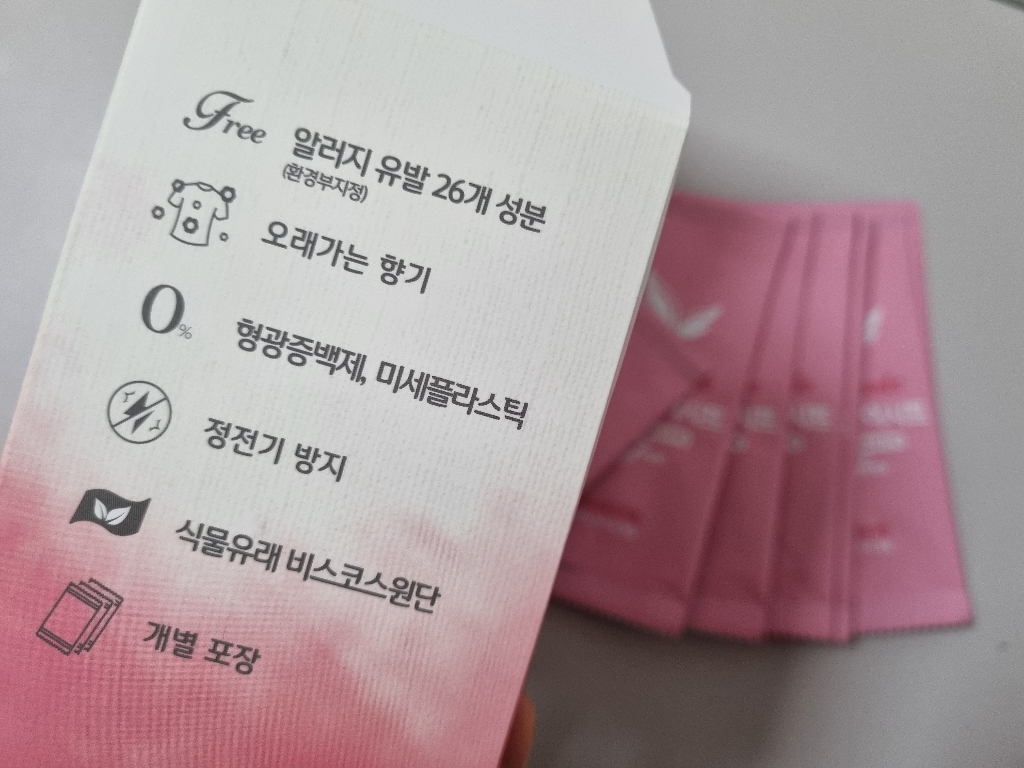 Free 알러지 유발 26개 성분
(환경부지정)
오래가는 향기
0% 형광증백제, 미세플라스틱
정전기 방지
식물유래 비스코스원단
개별 포장